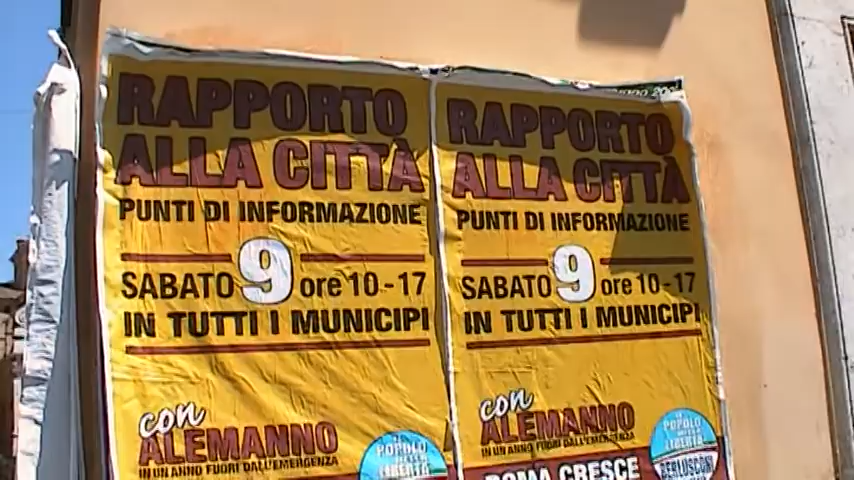 RAPPORTO
ALLA CITTÀ
PUNTI DI INFORMAZIONE
SABATO 9 ore 10-17
IN TUTTI I MUNICIPI
con
ALEMANNO
IN UN ANNO FUORI DALL'EMERGENZA
IL POPOLO
DELLA
LIBERTÀ
RAPPORTO
ALLA CITTÀ
PUNTI DI INFORMAZIONE
SABATO 9 ore 10-17
IN TUTTI I MUNICIPI
con
ALEMANNO
IN UN ANNO FUORI DALL'EMERGENZA
ROMA CRESCE
IL POPOLO
DELLA
LIBERTÀ
BERLUSCONI